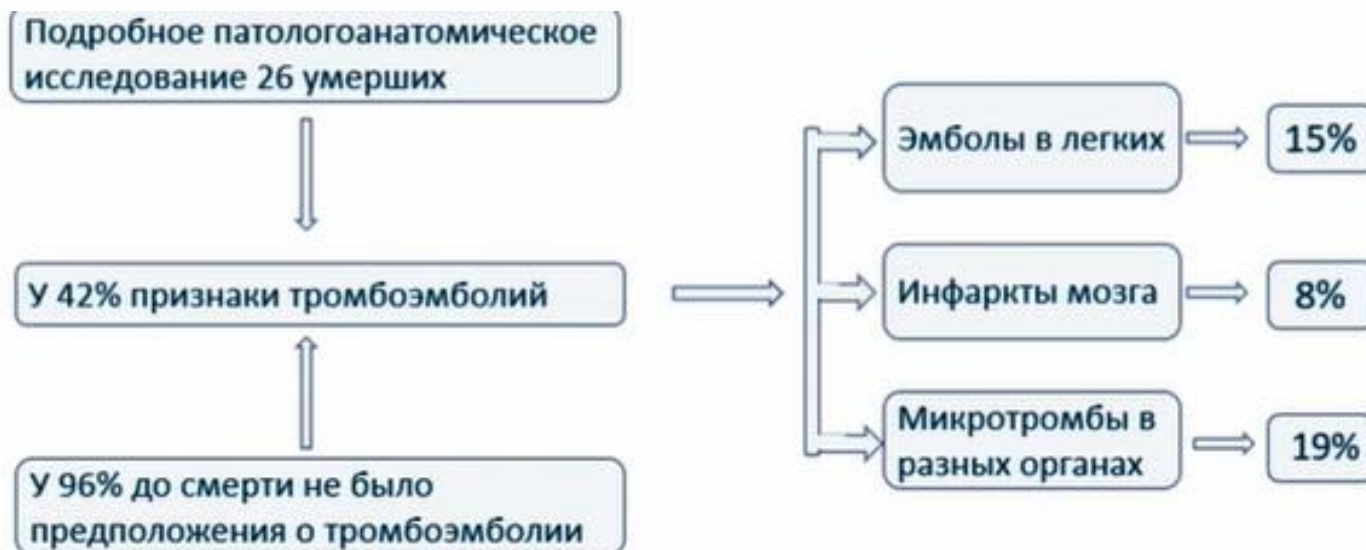 Подробное патологоанатомическое
исследование 26 умерших
У 42% признаки тромбоэмболий
У 96% до смерти не было
предположения о тромбоэмболии
Эмболы в легких
15%
Инфаркты мозга
8%
Микротромбы в
разных органах
19%